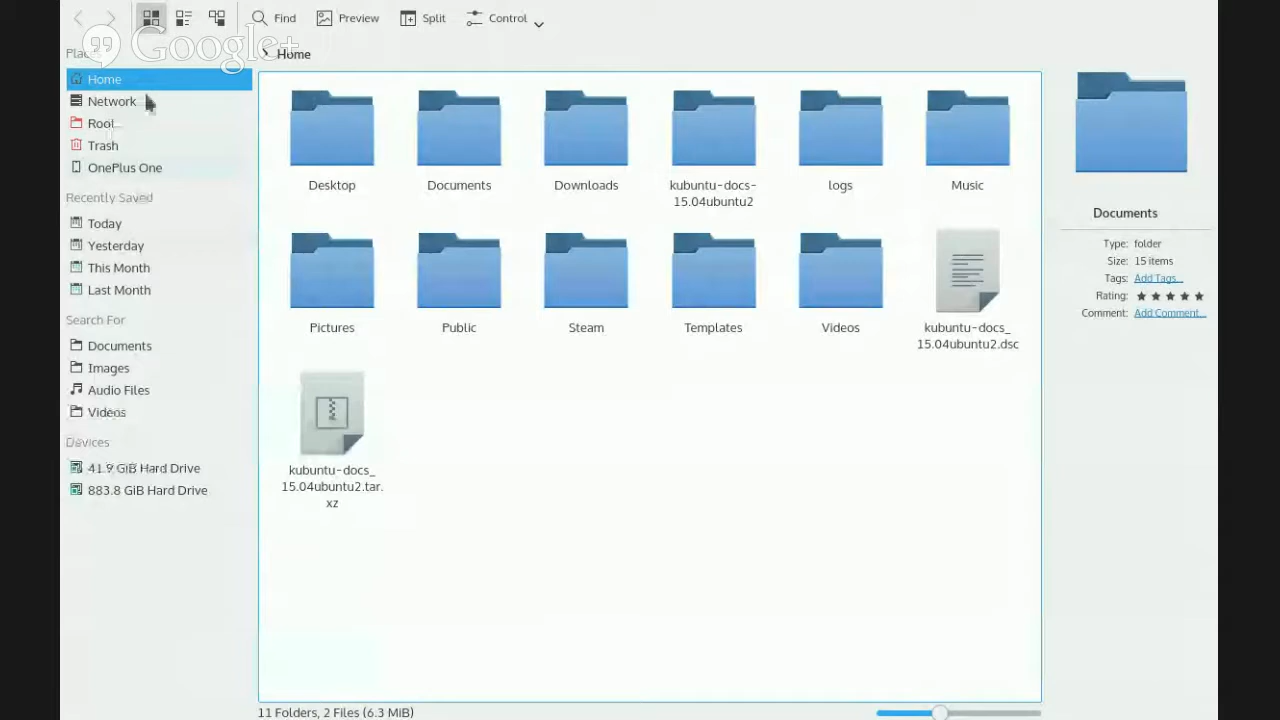 Find
Preview
Split
Control
Google+
Home
Home
Network
Root
Trash
OnePlus One
Recently Saved
Today
Yesterday
This Month
Last Month
Search For
Documents
Images
Audio Files
Videos
Devices
41.9 GiB Hard Drive
883.8 GiB Hard Drive
Desktop
Documents
Downloads
kubuntu-docs-
15.04ubuntu2
logs
Music
Pictures
Public
Steam
Templates
Videos
kubuntu-docs_
15.04ubuntu2.dsc
kubuntu-docs_
15.04ubuntu2.tar.
xz
Documents
Type: folder
Size: 15 items
Tags: Add Tags...
Rating:
Comment: Add Comment...
11 Folders, 2 Files (6.3 MiB)